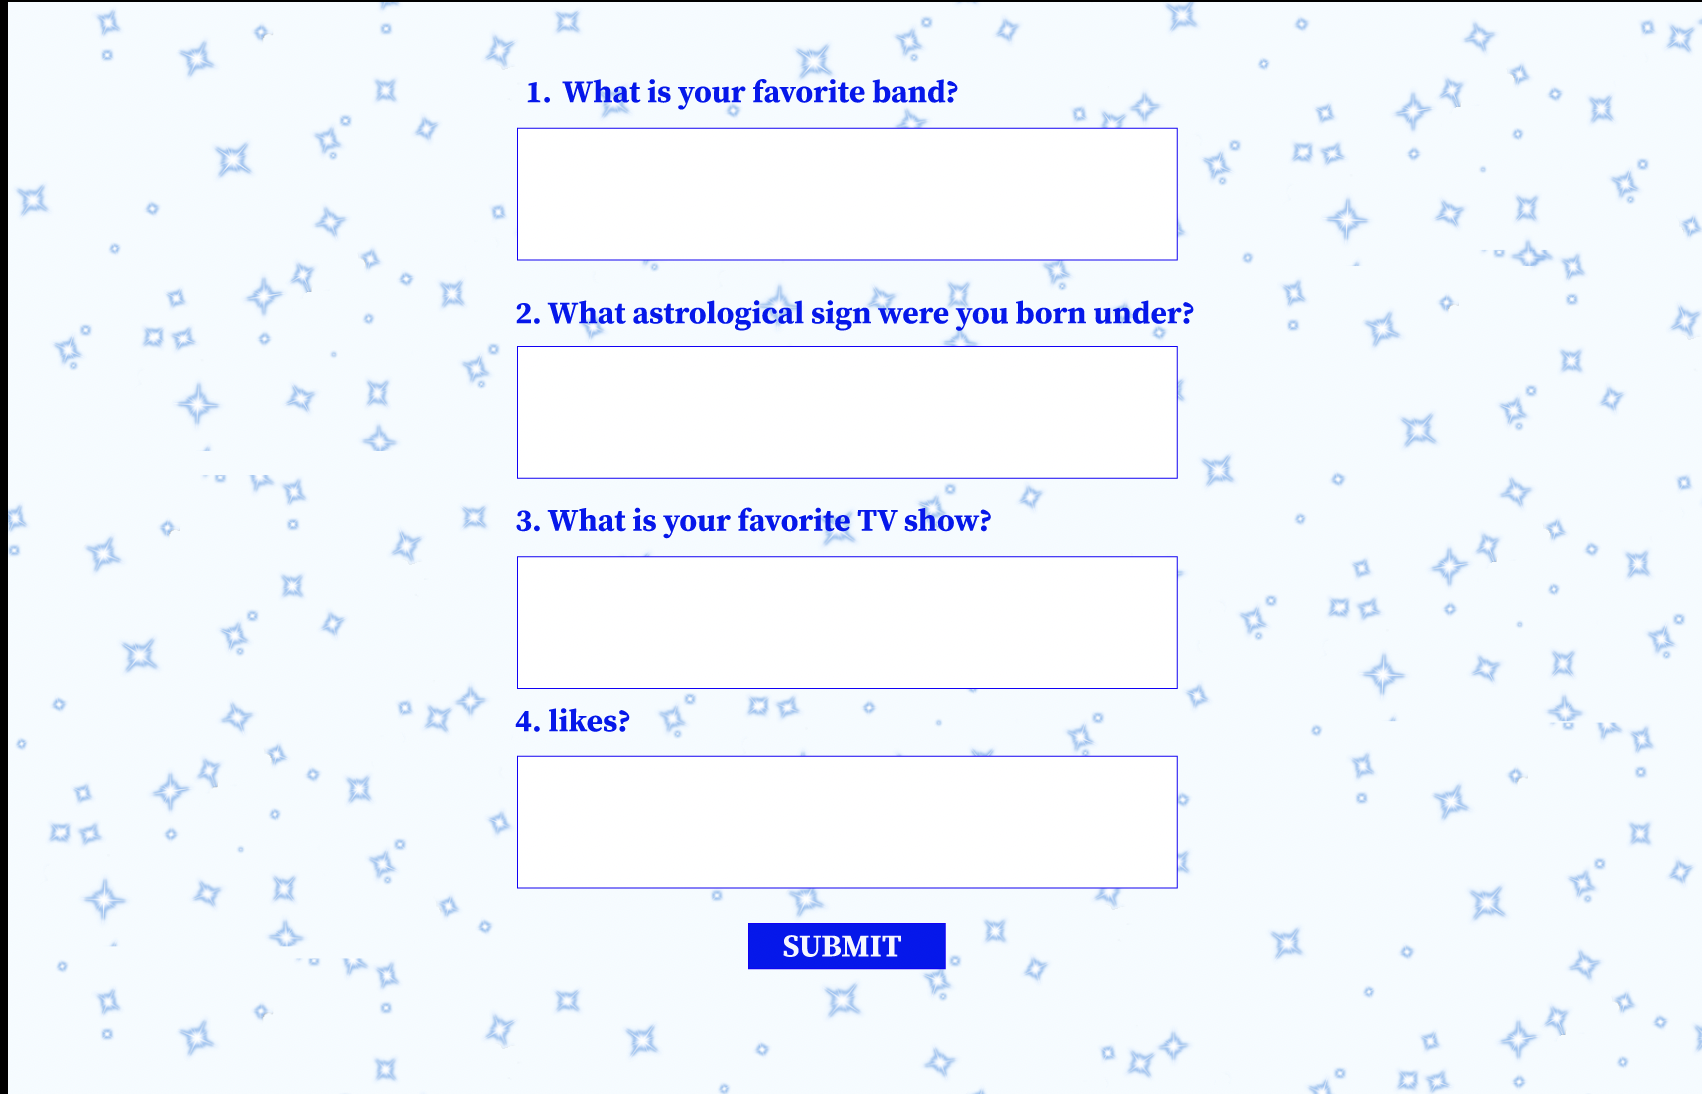 1. What is your favorite band?
2. What astrological sign were you born under?
3. What is your favorite TV show?
4. likes?
SUBMIT